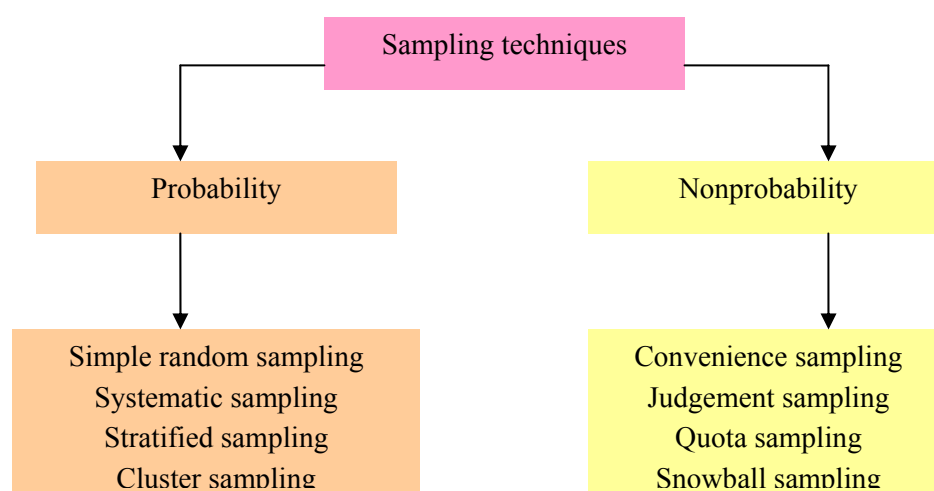 Sampling techniques
Probability
Nonprobability
Simple random sampling
Systematic sampling
Stratified sampling
Cluster sampling
Convenience sampling
Judgement sampling
Quota sampling
Snowball sampling